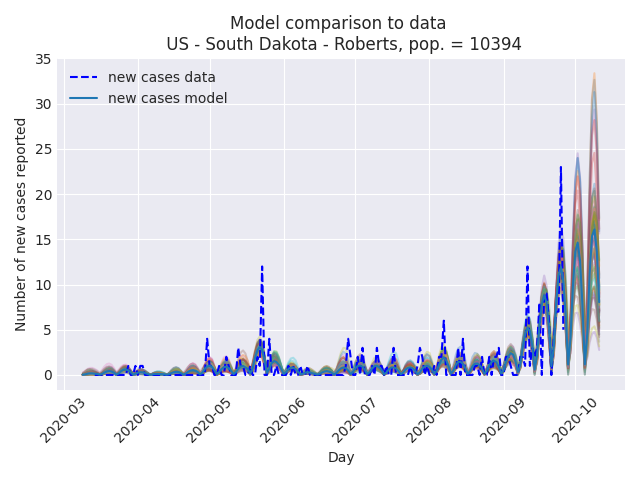 Model comparison to data
US - South Dakota - Roberts, pop. = 10394
new cases data
new cases model
Number of new cases reported
35
30
25
20
15
10
5
0
2020-03
2020-04
2020-05
2020-06
2020-07
2020-08
2020-09
2020-10
Day